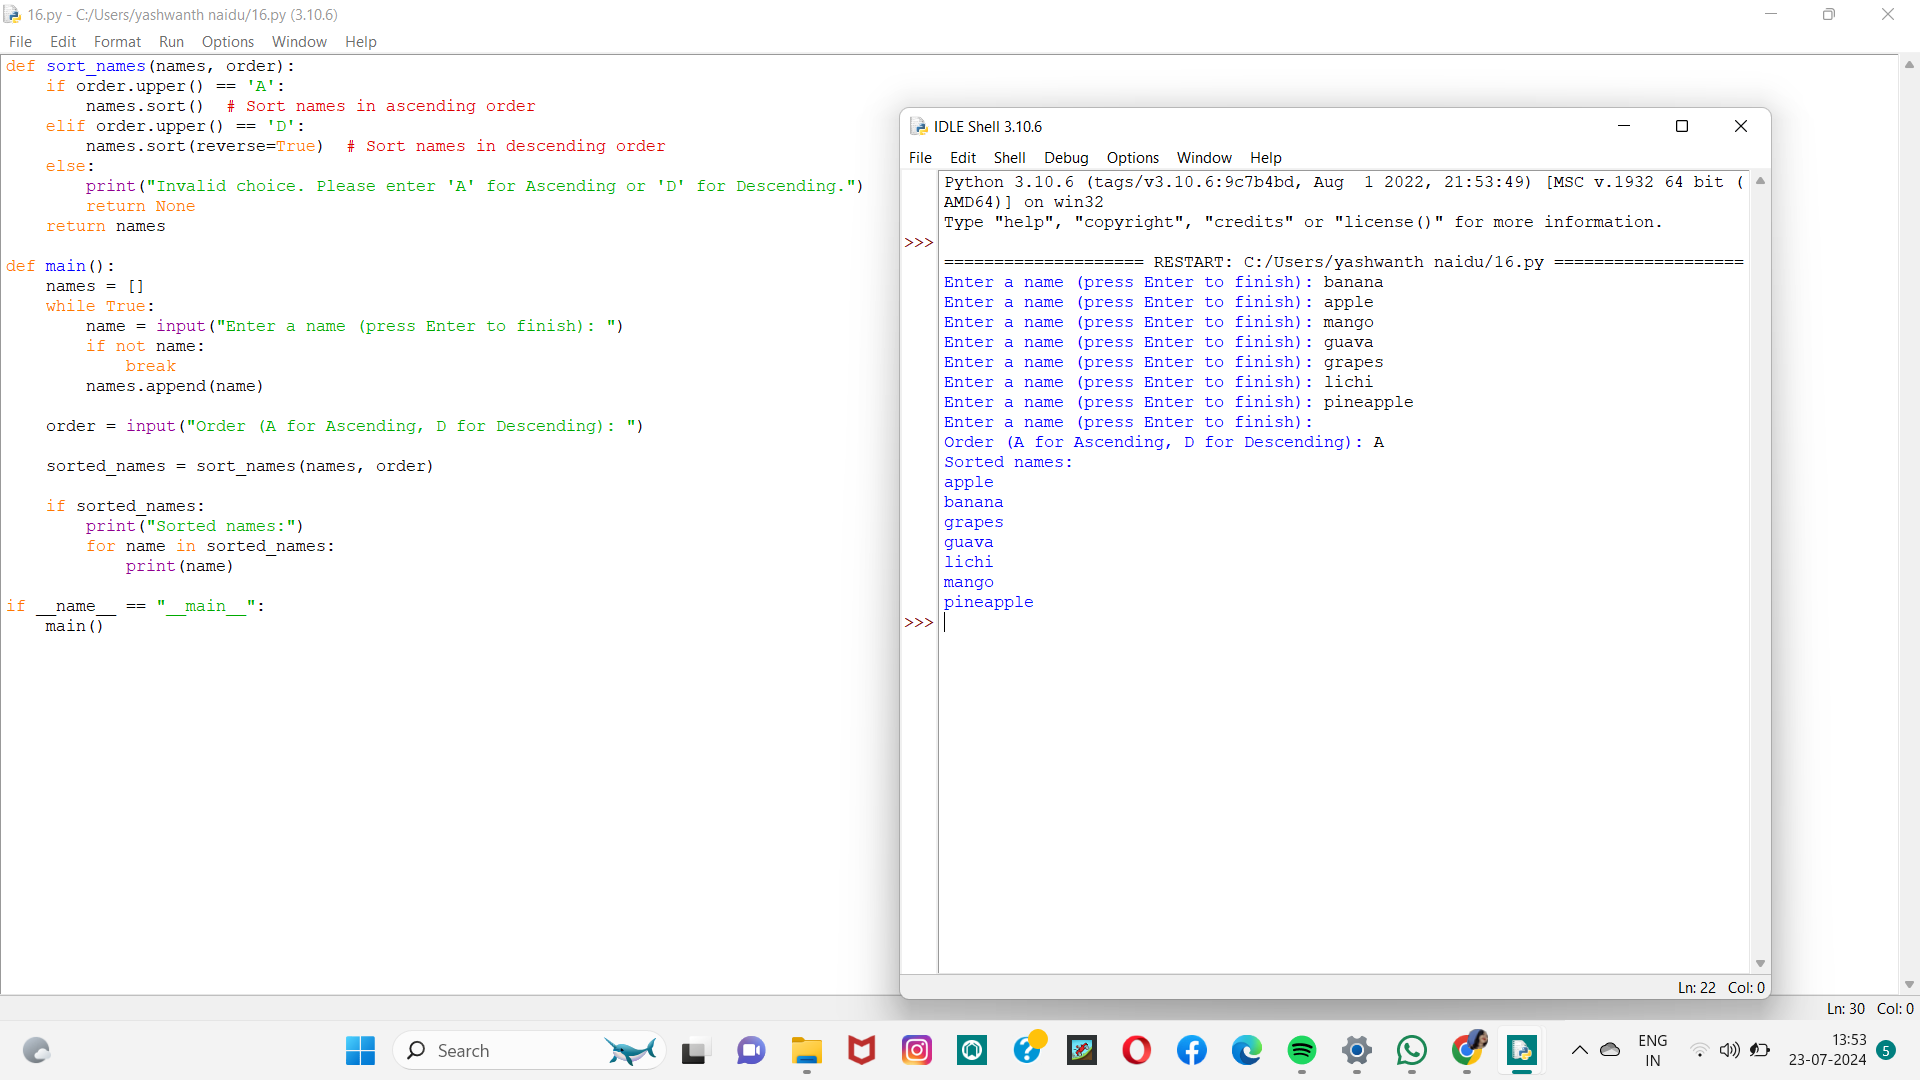 16.py - C:/Users/yashwanth naidu/16.py (3.10.6)
File Edit Format Run Options Window Help
def sort_names(names, order):
    if order.upper() == 'A':
        names.sort()  # Sort names in ascending order
    elif order.upper() == 'D':
        names.sort(reverse=True)  # Sort names in descending order
    else:
        print("Invalid choice. Please enter 'A' for Ascending or 'D' for Descending.")
        return None
    return names

def main():
    names = []
    while True:
        name = input("Enter a name (press Enter to finish): ")
        if not name:
            break
        names.append(name)

    order = input("Order (A for Ascending, D for Descending): ")

    sorted_names = sort_names(names, order)

    if sorted_names:
        print("Sorted names:")
        for name in sorted_names:
            print(name)

if __name__ == "__main__":
    main()
IDLE Shell 3.10.6
File Edit Shell Debug Options Window Help
Python 3.10.6 (tags/v3.10.6:9c7b4bd, Aug  1 2022, 21:53:49) [MSC v.1932 64 bit (
AMD64)] on win32
Type "help", "copyright", "credits" or "license()" for more information.
>>>
==================== RESTART: C:/Users/yashwanth naidu/16.py ===================
Enter a name (press Enter to finish): banana
Enter a name (press Enter to finish): apple
Enter a name (press Enter to finish): mango
Enter a name (press Enter to finish): guava
Enter a name (press Enter to finish): grapes
Enter a name (press Enter to finish): lichi
Enter a name (press Enter to finish): pineapple
Enter a name (press Enter to finish):
Order (A for Ascending, D for Descending): A
Sorted names:
apple
banana
grapes
guava
lichi
mango
pineapple
>>>
Ln: 22 Col: 0
Ln: 30 Col: 0
Search
ENG
IN
13:53
23-07-2024
5